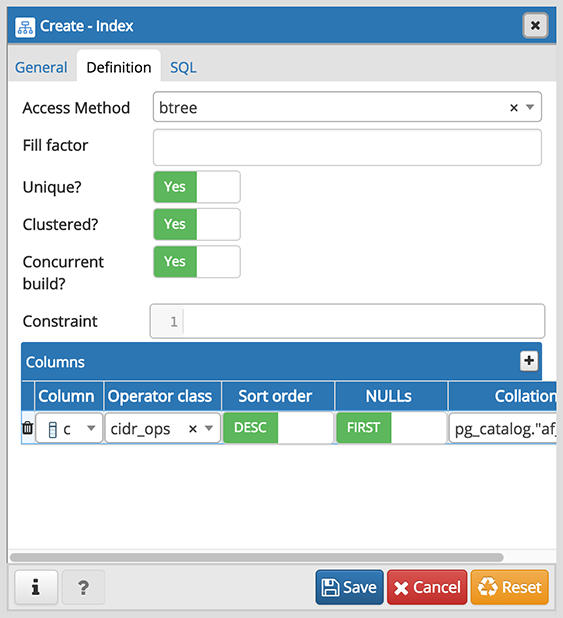 Create - Index
General Definition SQL
Access Method btree
Fill factor
Unique? Yes
Clustered? Yes
Concurrent build? Yes
Constraint 1
Columns
Column Operator class Sort order NULLs Collation
c cidr_ops DESC FIRST pg_catalog."af_
i ? Save Cancel Reset